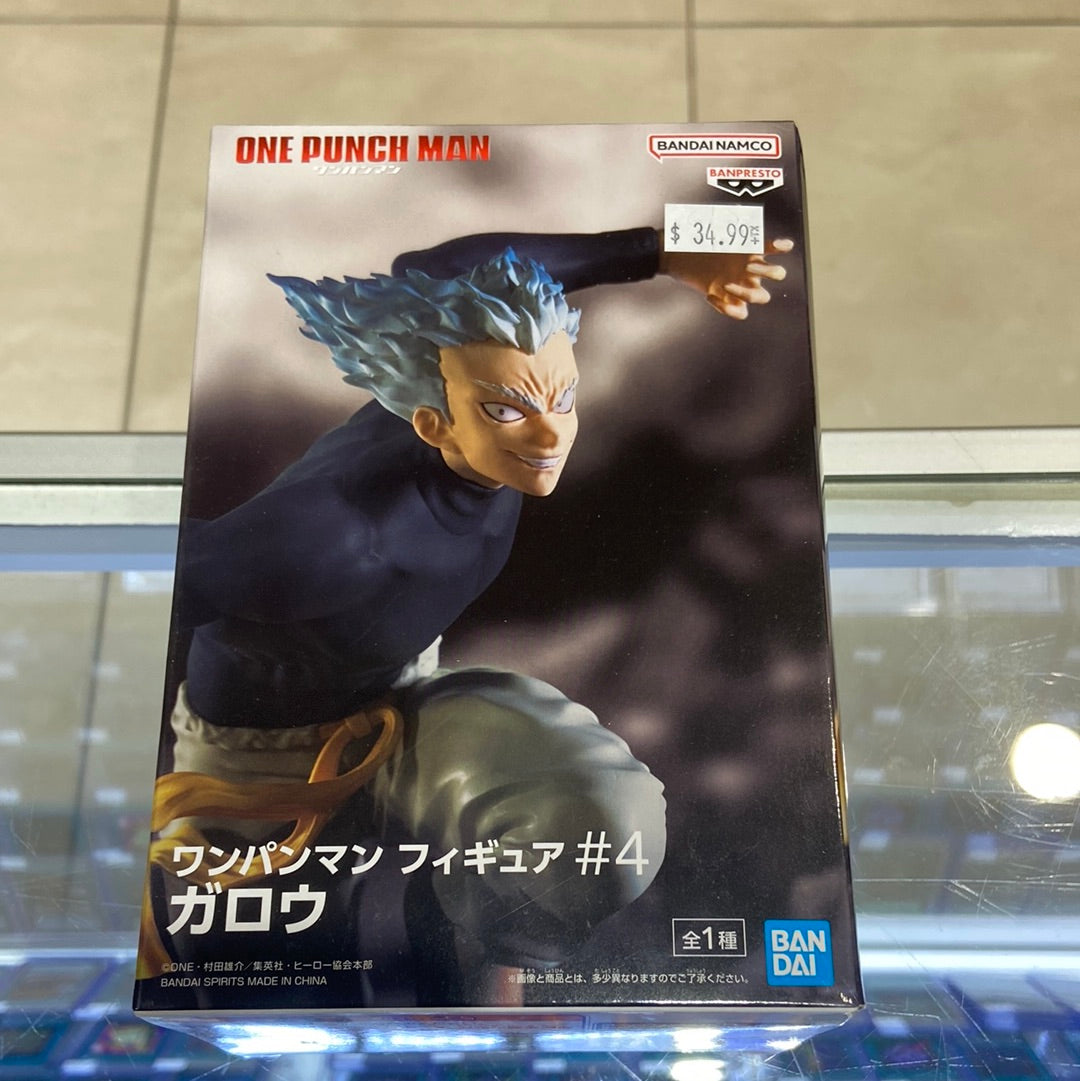 ONE PUNCH MAN
ワンパンマン
BANDAI NAMCO
BANPRESTO
$ 34.99
ワンパンマン フィギュア #4
ガロウ
全1種
BAN
DAI
©ONE・村田雄介/集英社・ヒーロー協会本部
BANDAI SPIRITS MADE IN CHINA
※画像と商品とは、多少異なりますのでご了承ください。